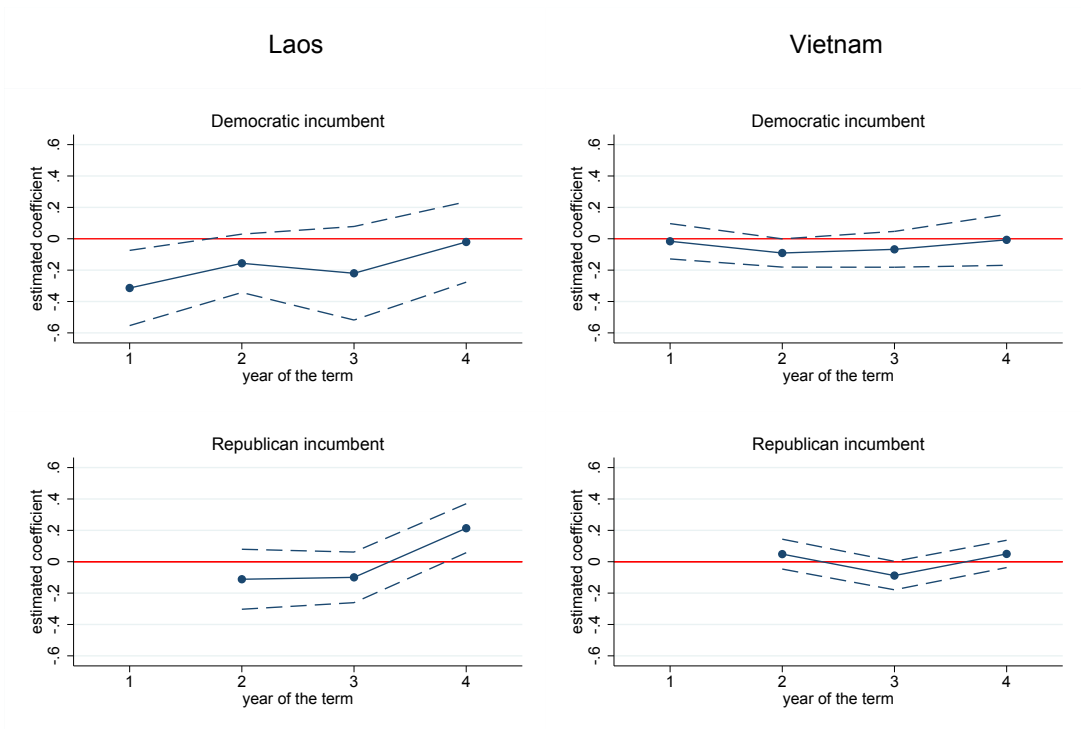 Laos
Vietnam
Democratic incumbent
estimated coefficient
.6
.4
.2
0
-.2
-.4
-.6
1 2 3 4
year of the term
Democratic incumbent
estimated coefficient
.6
.4
.2
0
-.2
-.4
-.6
1 2 3 4
year of the term
Republican incumbent
estimated coefficient
.6
.4
.2
0
-.2
-.4
-.6
1 2 3 4
year of the term
Republican incumbent
estimated coefficient
.6
.4
.2
0
-.2
-.4
-.6
1 2 3 4
year of the term